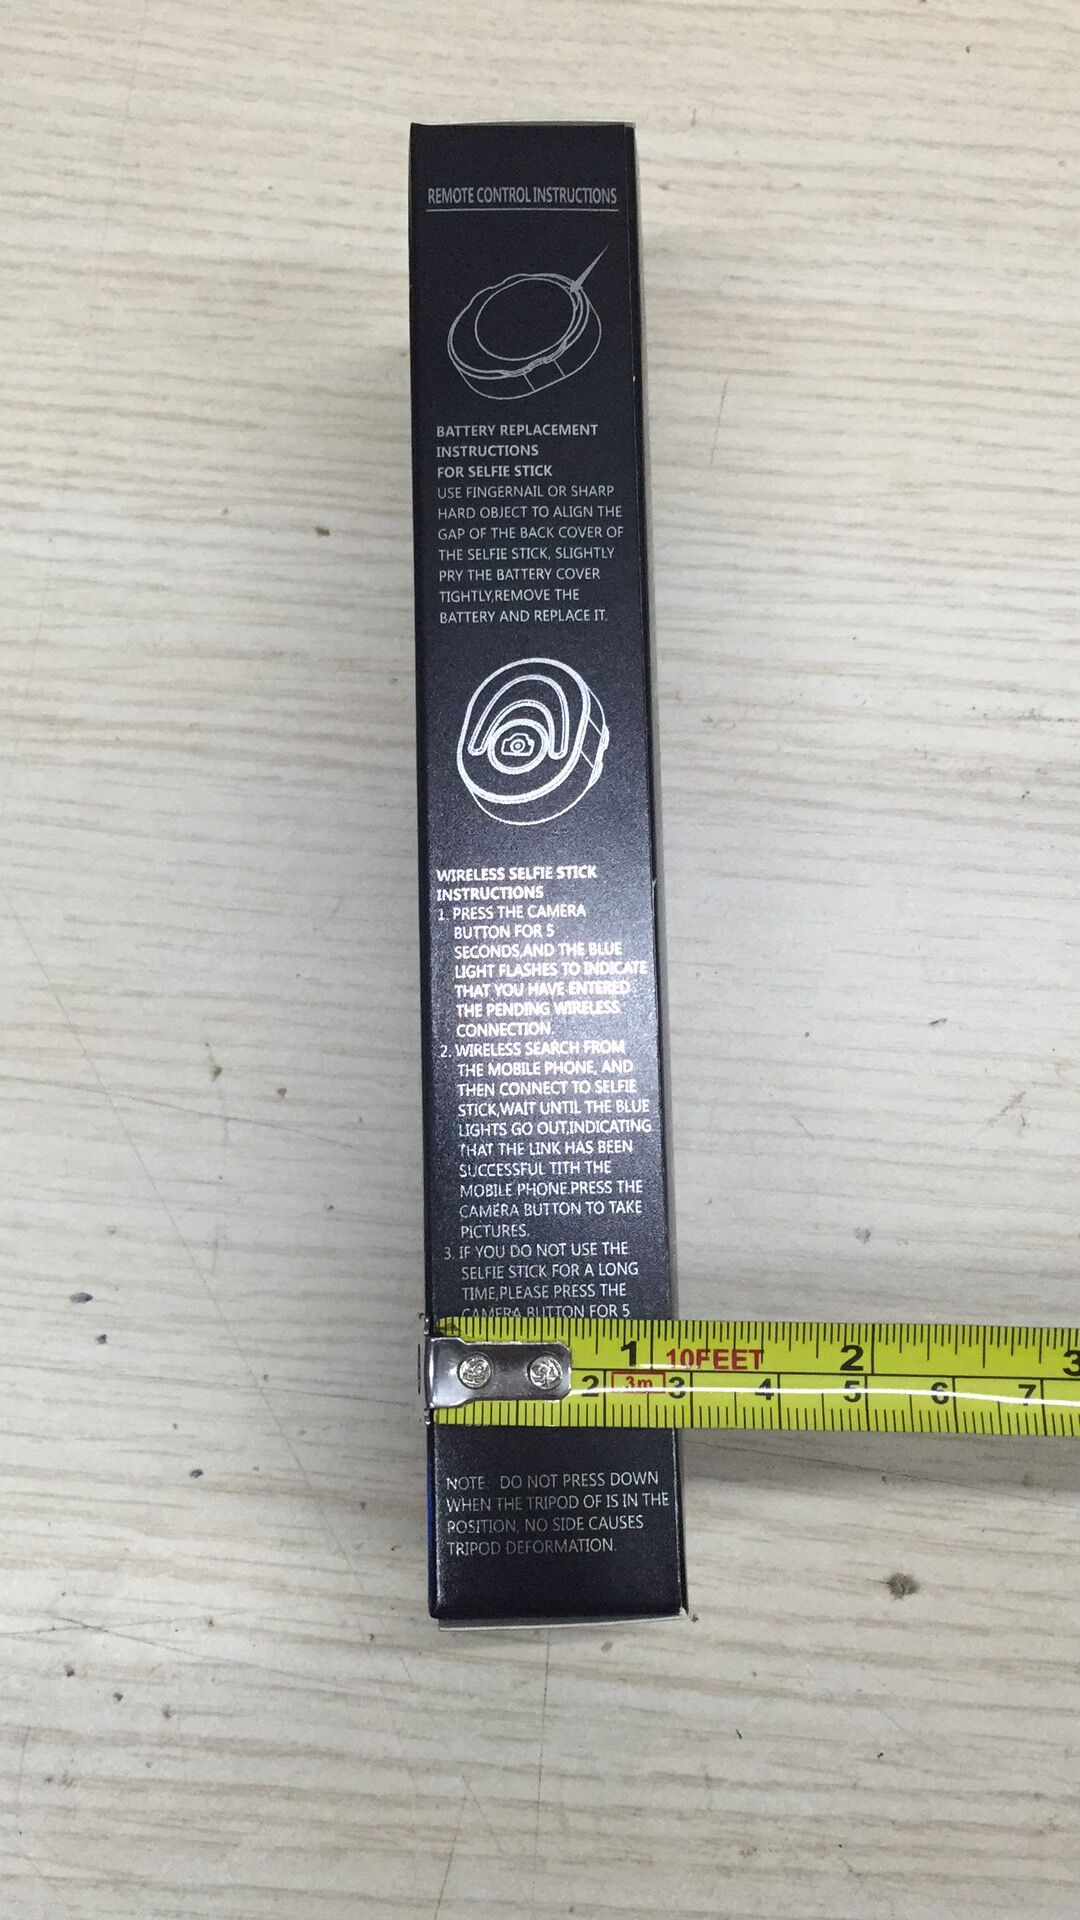 REMOTE CONTROL INSTRUCTIONS
BATTERY REPLACEMENT
INSTRUCTIONS
FOR SELFIE STICK
USE FINGERNAIL OR SHARP
HARD OBJECT TO ALIGN THE
GAP OF THE BACK COVER OF
THE SELFIE STICK, SLIGHTLY
PRY THE BATTERY COVER
TIGHTLY,REMOVE THE
BATTERY AND REPLACE IT.
WIRELESS SELFIE STICK
INSTRUCTIONS
1. PRESS THE CAMERA
BUTTON FOR 5
SECONDS,AND THE BLUE
LIGHT FLASHES TO INDICATE
THAT YOU HAVE ENTERED
THE PENDING WIRELESS
CONNECTION.
2. WIRELESS SEARCH FROM
THE MOBILE PHONE, AND
THEN CONNECT TO SELFIE
STICK,WAIT UNTIL THE BLUE
LIGHTS GO OUT,INDICATING
THAT THE LINK HAS BEEN
SUCCESSFUL TITH THE
MOBILE PHONE.PRESS THE
CAMERA BUTTON TO TAKE
PICTURES.
3. IF YOU DO NOT USE THE
SELFIE STICK FOR A LONG
TIME,PLEASE PRESS THE
CAMERA BUTTON FOR 5
1 10FEET 2 3
2 3m 3 4 5 6 7
NOTE: DO NOT PRESS DOWN
WHEN THE TRIPOD OF IS IN THE
POSITION, NO SIDE CAUSES
TRIPOD DEFORMATION.